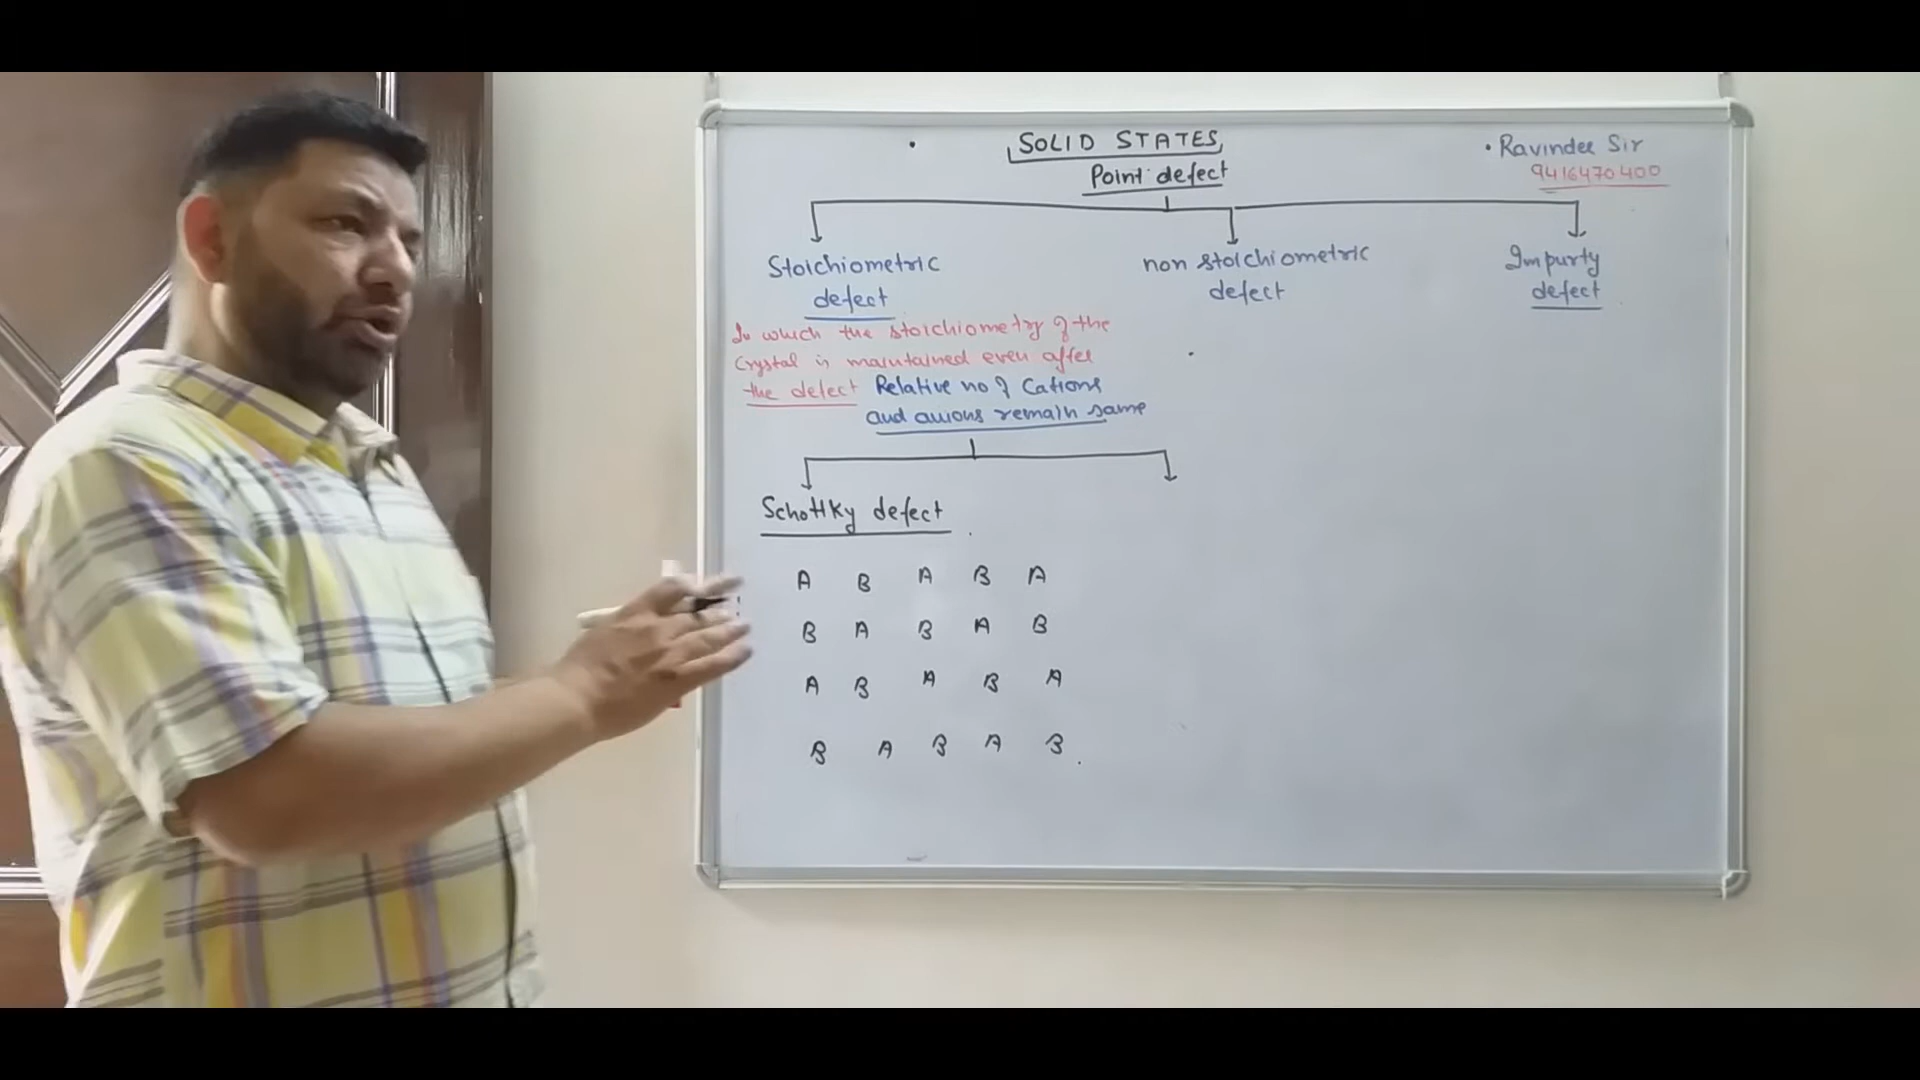 SOLID STATES
Point defect
Ravinder Sir
9416470400
Stoichiometric
defect
non stoichiometric
defect
Impurty
defect
In which the stoichiometry of the
Crystal is maintained even after
the defect Relative no of Cations
and anions remain same
Schottky defect
A B A B A
B A B A B
A B A B A
B A B A B